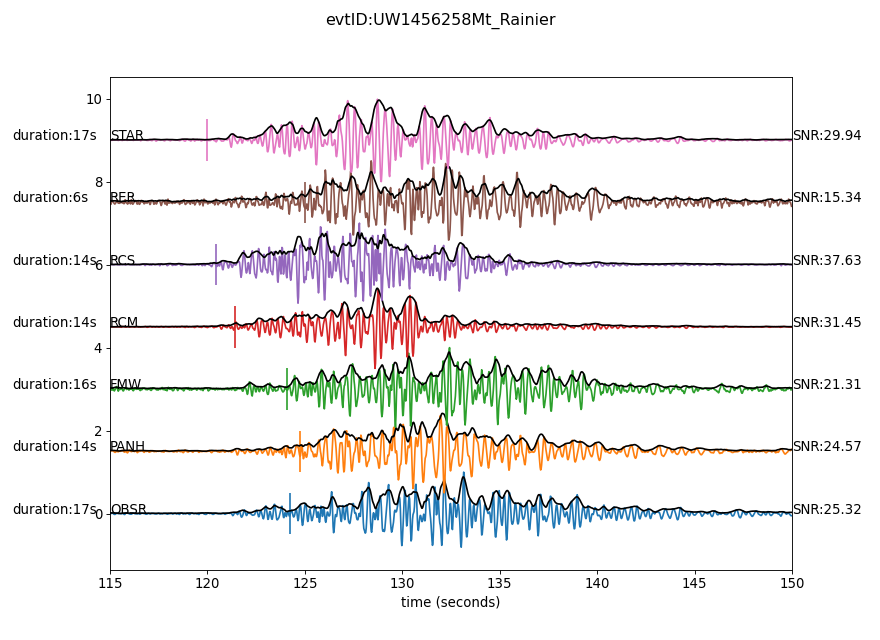 evtID:UW1456258Mt_Rainier
10
duration:17s STAR SNR:29.94
8
duration:6s RER SNR:15.34
duration:14s RCS SNR:37.63
6
duration:14s RCM SNR:31.45
4
duration:16s FMW SNR:21.31
2
duration:14s PANH SNR:24.57
duration:17s OBSR SNR:25.32
0
115 120 125 130 135 140 145 150
time (seconds)